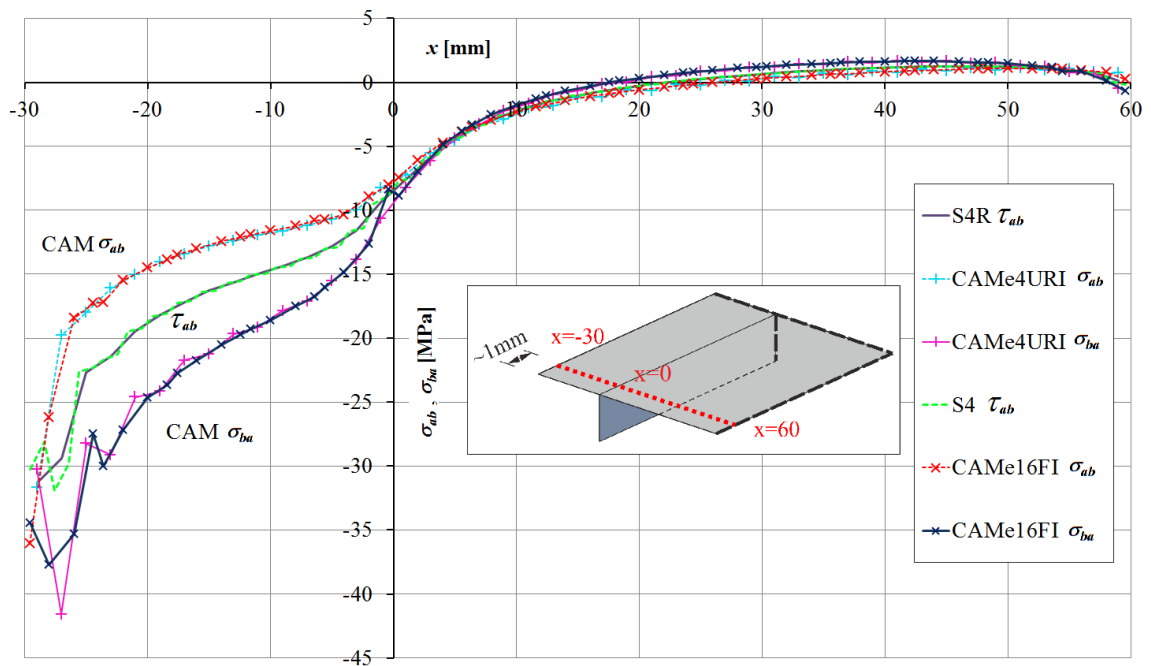 5
x [mm]
0
-30
-20
-10
0
10
20
30
40
50
60
-5
-10
-15
-20
-25
-30
-35
-40
-45
σab , σba [MPa]
CAM σab
τab
CAM σba
~1mm
x=-30
x=0
x=60
S4R τab
CAMe4URI σab
CAMe4URI σba
S4 τab
CAMe16FI σab
CAMe16FI σba